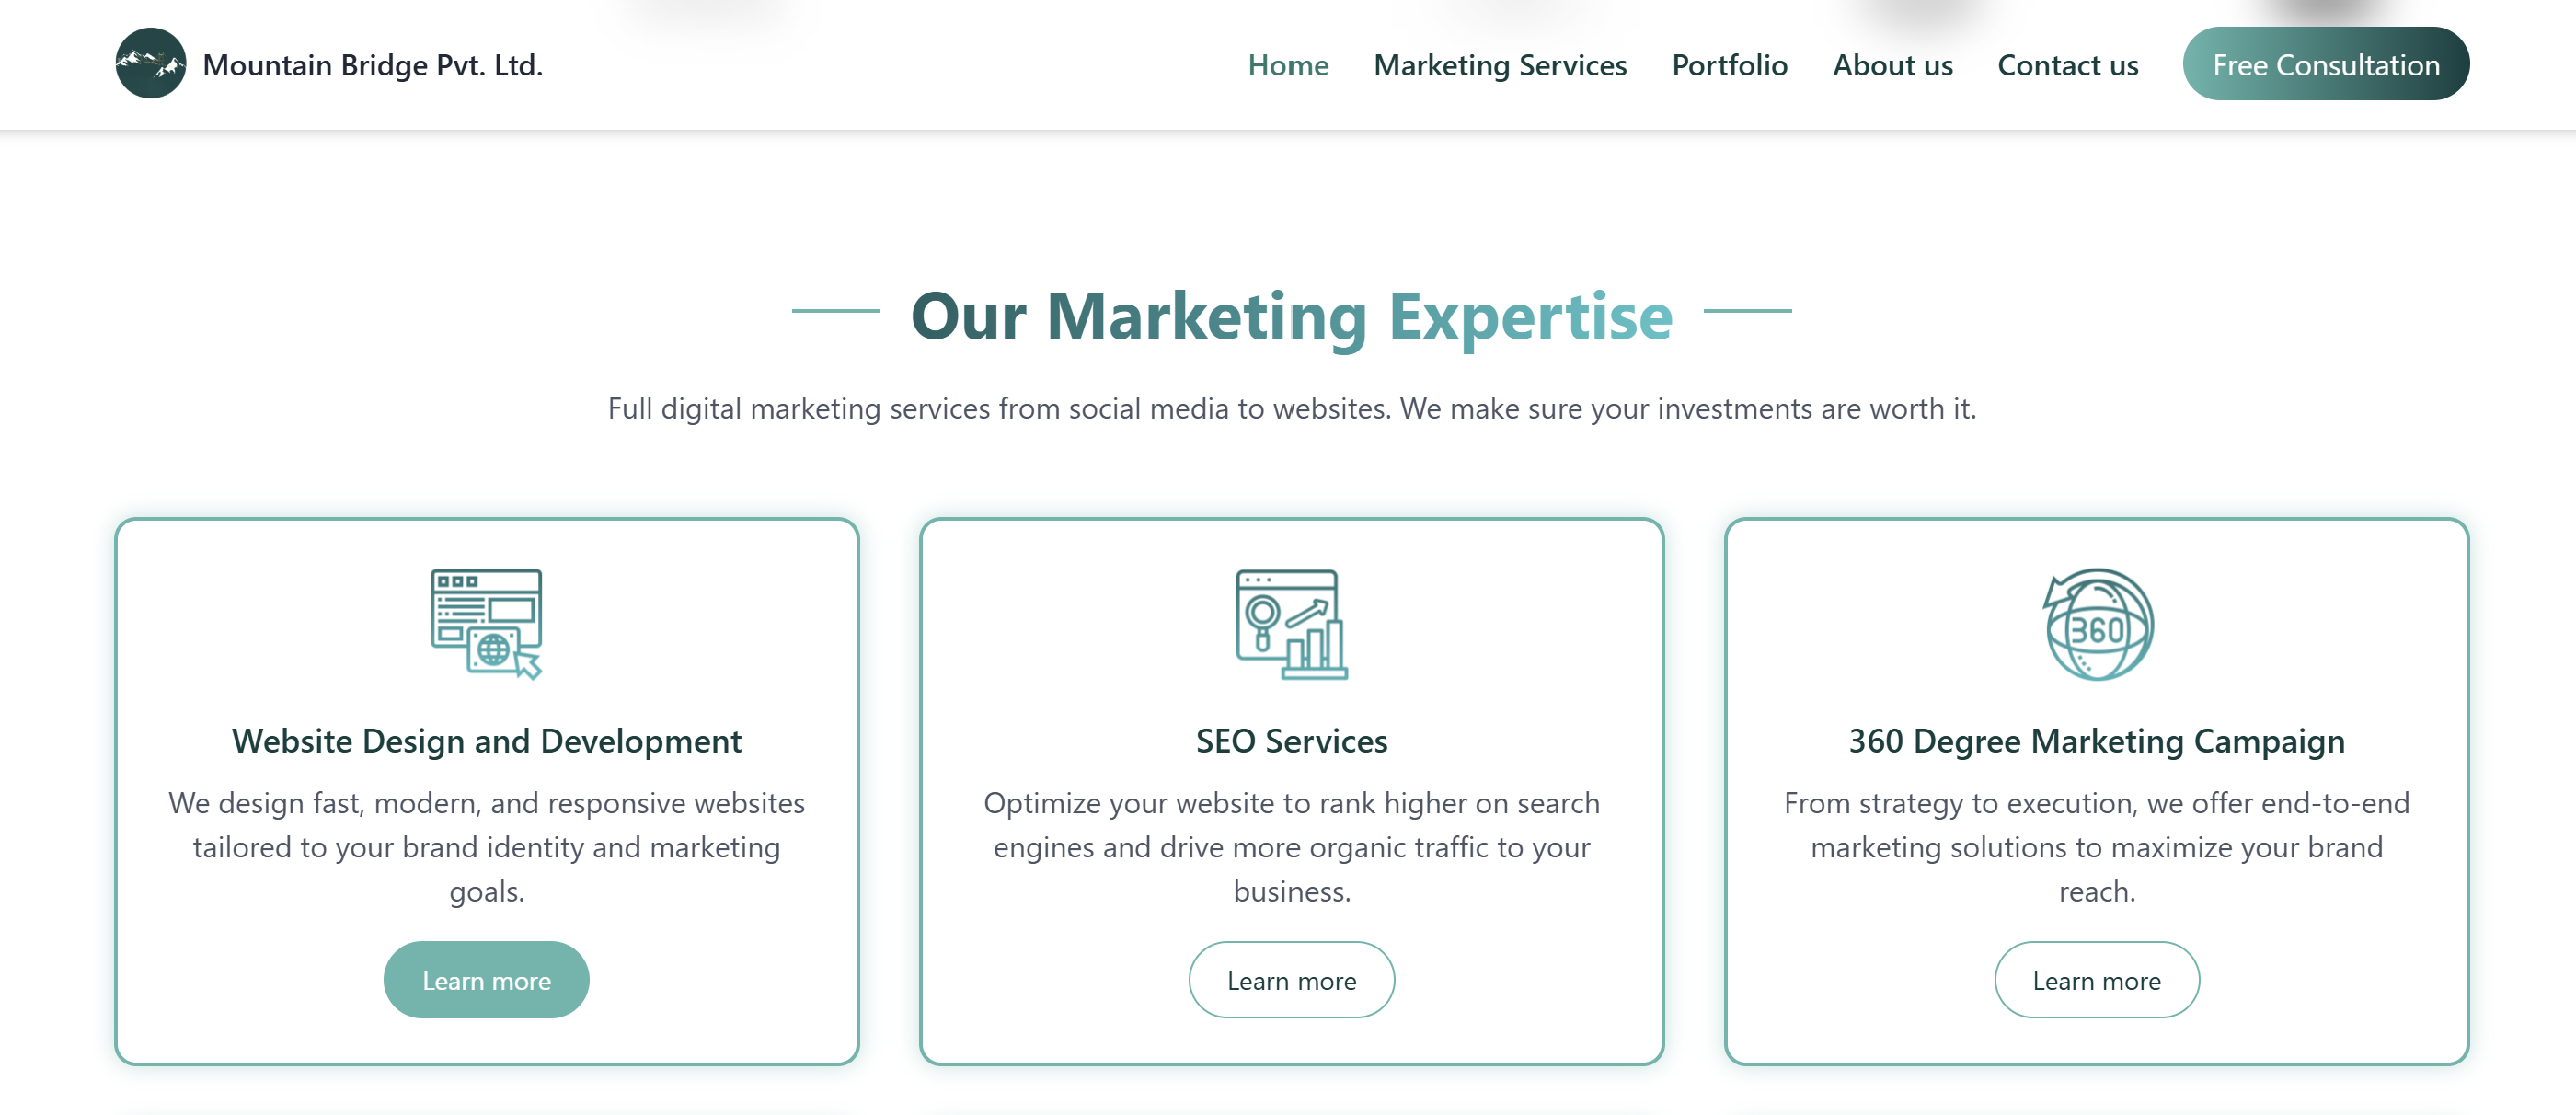 Mountain Bridge Pvt. Ltd.
Home Marketing Services Portfolio About us Contact us Free Consultation
Our Marketing Expertise
Full digital marketing services from social media to websites. We make sure your investments are worth it.
360
Website Design and Development
We design fast, modern, and responsive websites
tailored to your brand identity and marketing
goals.
Learn more
SEO Services
Optimize your website to rank higher on search
engines and drive more organic traffic to your
business.
Learn more
360 Degree Marketing Campaign
From strategy to execution, we offer end-to-end
marketing solutions to maximize your brand
reach.
Learn more